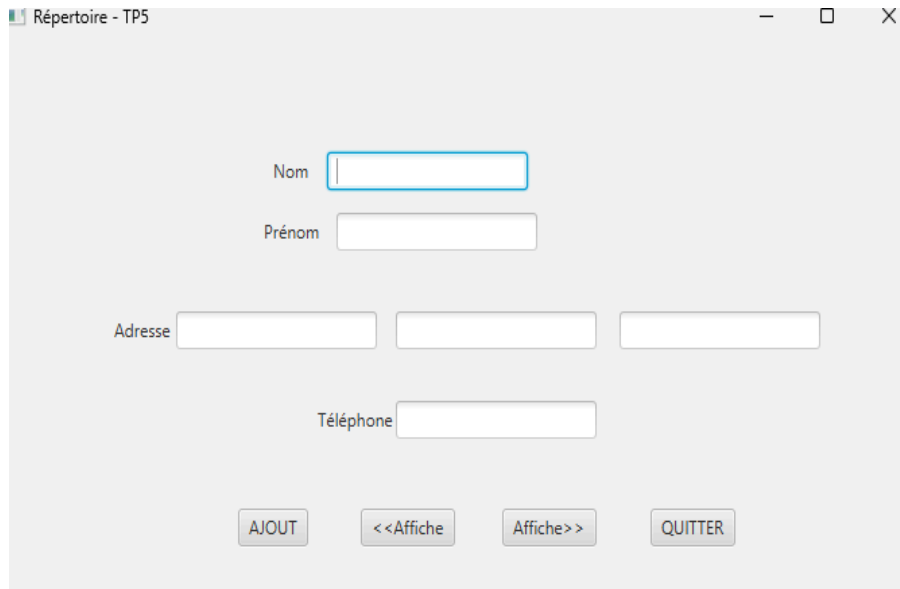 Répertoire - TP5
Nom
Prénom
Adresse
Téléphone
AJOUT <<Affiche Affiche>> QUITTER